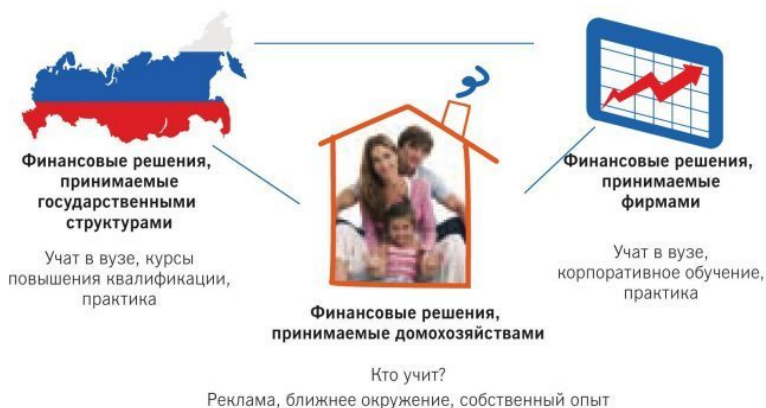 Финансовые решения,
принимаемые
государственными
структурами
Учат в вузе, курсы
повышения квалификации,
практика
Финансовые решения,
принимаемые домохозяйствами
Кто учит?
Реклама, ближнее окружение, собственный опыт
Финансовые решения,
принимаемые
фирмами
Учат в вузе,
корпоративное обучение,
практика